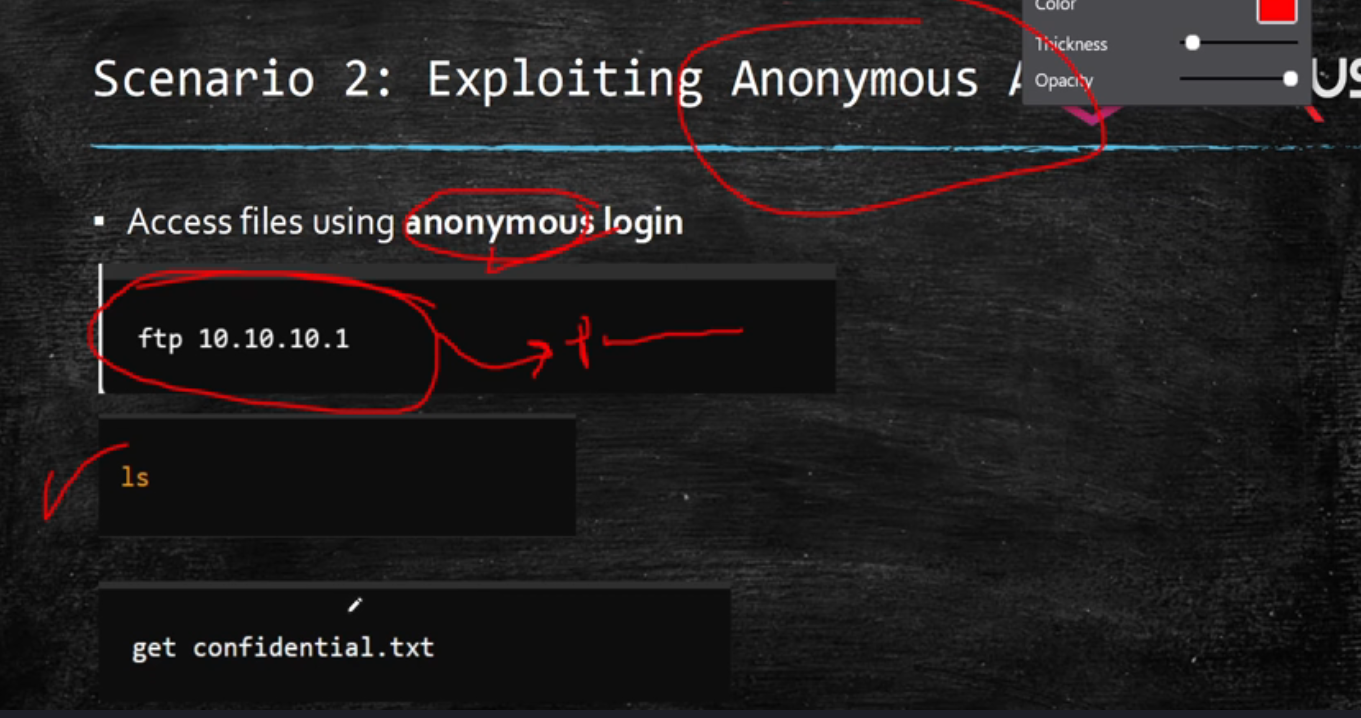 Color
Thickness
Opacity
Scenario 2: Exploiting Anonymous
▪ Access files using anonymous login
ftp 10.10.10.1
ls
get confidential.txt